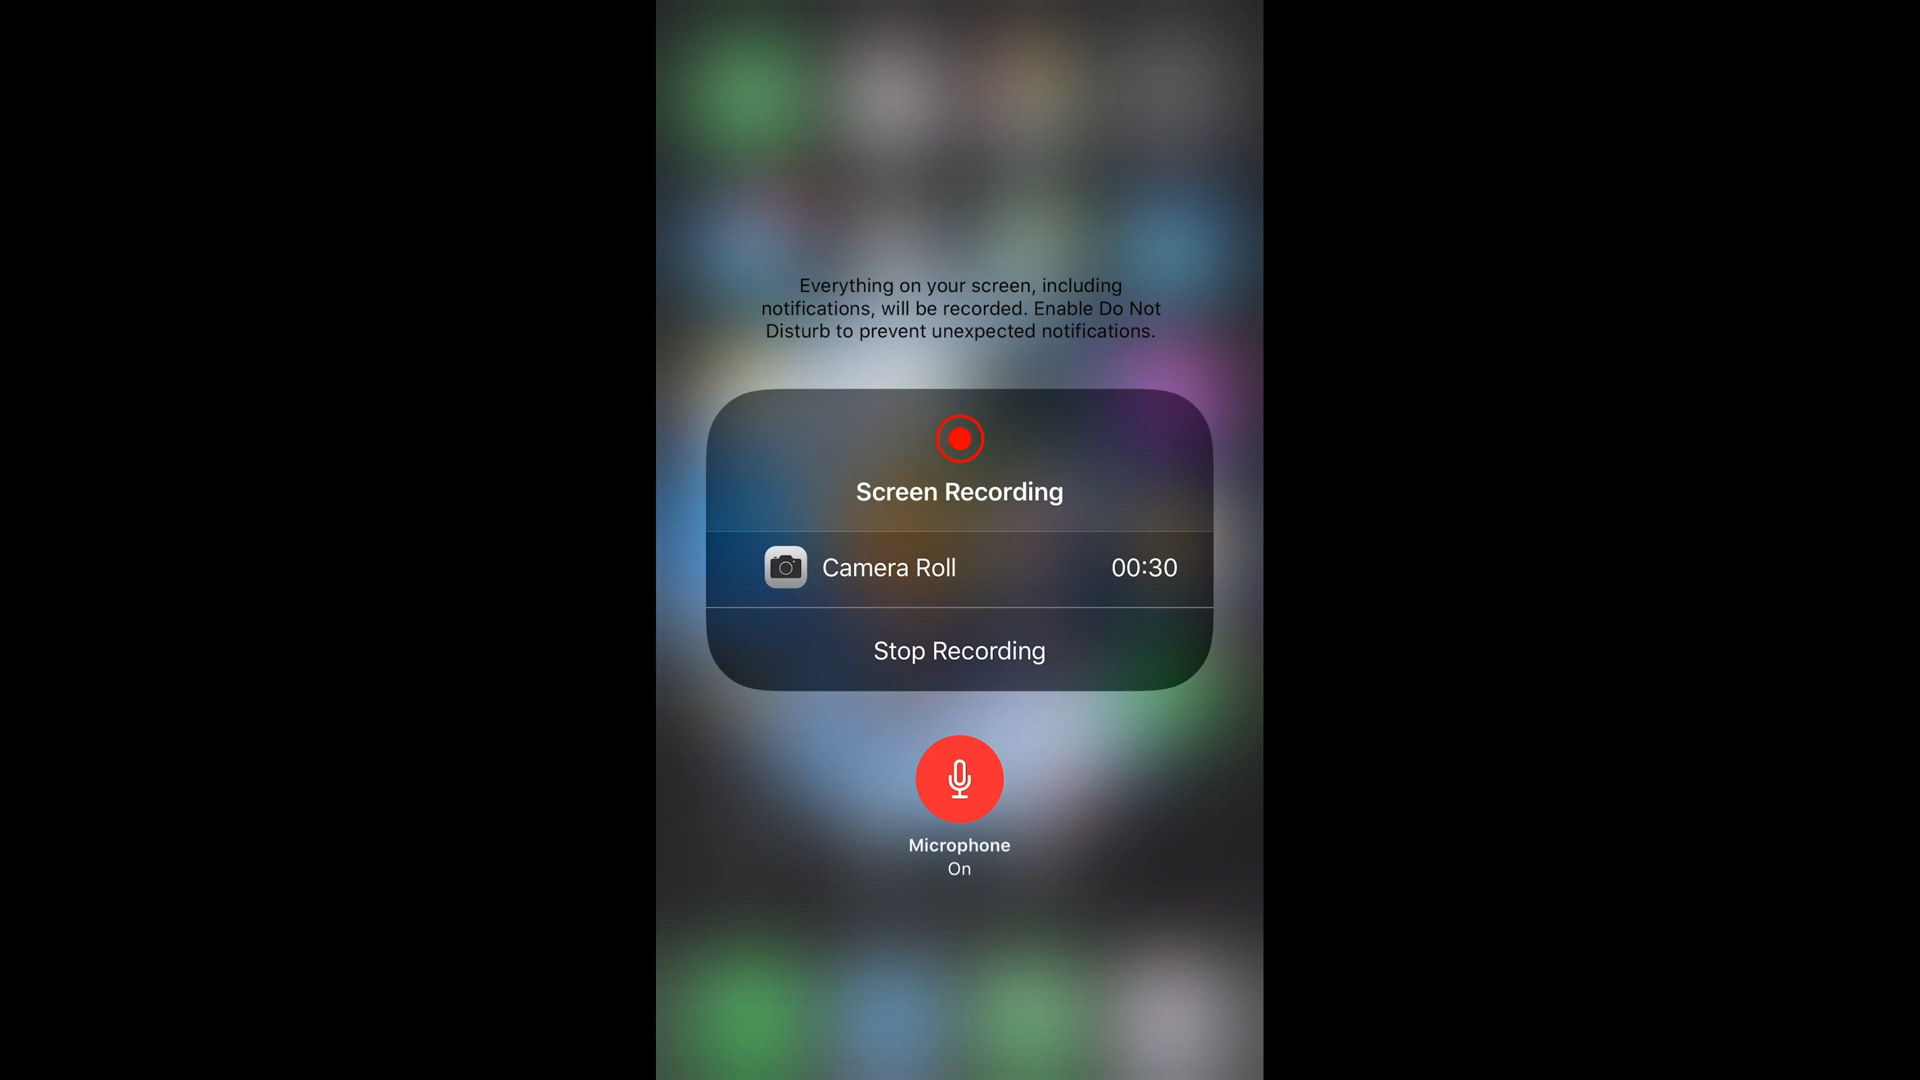 Everything on your screen, including
notifications, will be recorded. Enable Do Not
Disturb to prevent unexpected notifications.
Screen Recording
Camera Roll 00:30
Stop Recording
Microphone
On